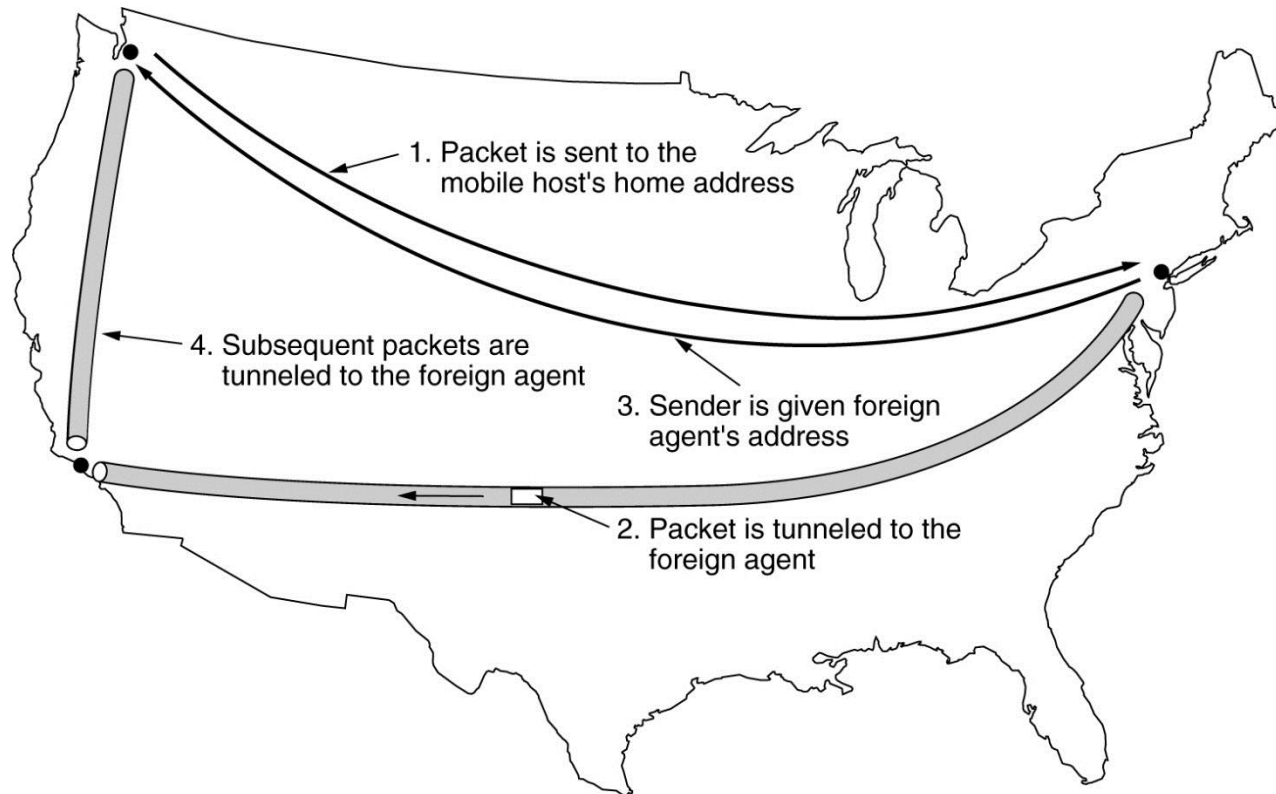 1. Packet is sent to the
mobile host's home address
4. Subsequent packets are
tunneled to the foreign agent
3. Sender is given foreign
agent's address
2. Packet is tunneled to the
foreign agent